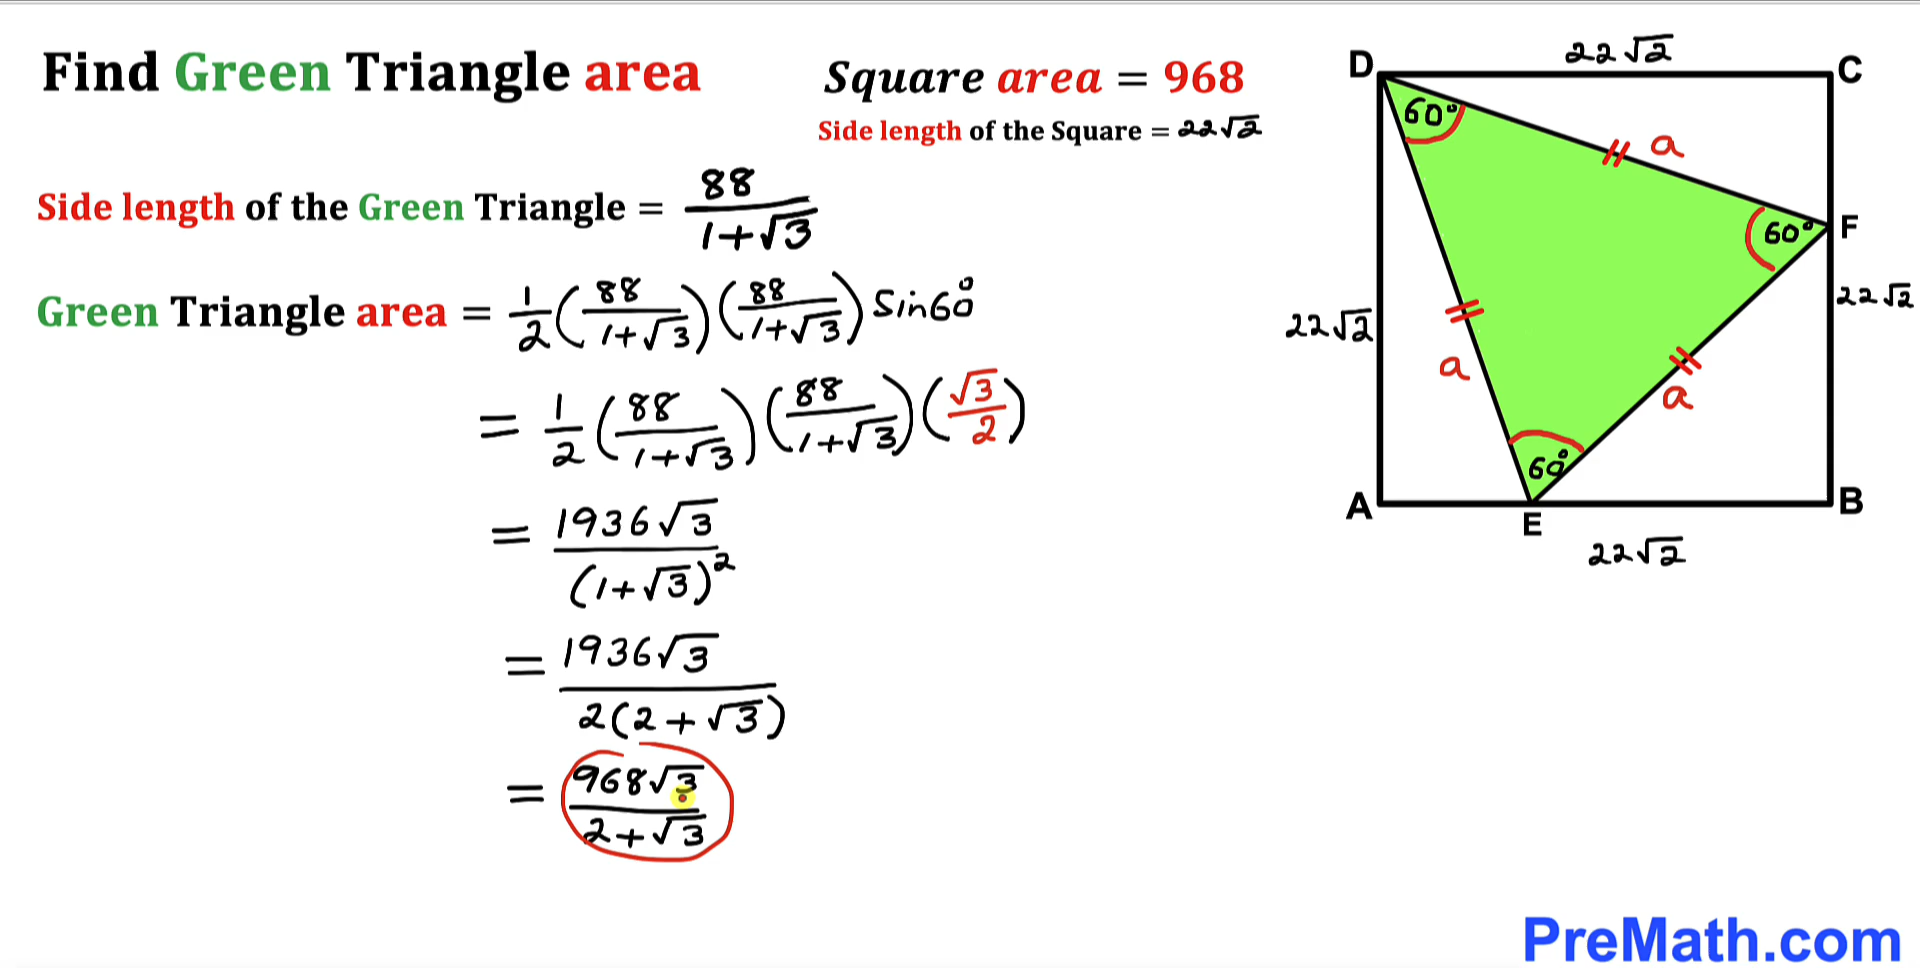 Find Green Triangle area
Square area = 968
Side length of the Square = 22√2
Side length of the Green Triangle = 88/(1+√3)
Green Triangle area = 1/2 (88/(1+√3)) (88/(1+√3)) Sin60°
= 1/2 (88/(1+√3)) (88/(1+√3)) (√3/2)
= 1936√3/(1+√3)²
= 1936√3/2(2+√3)
= 968√3/2+√3
D
22√2
C
60°
a
60°
F
22√2
22√2
a
a
60°
A
E
B
22√2
PreMath.com